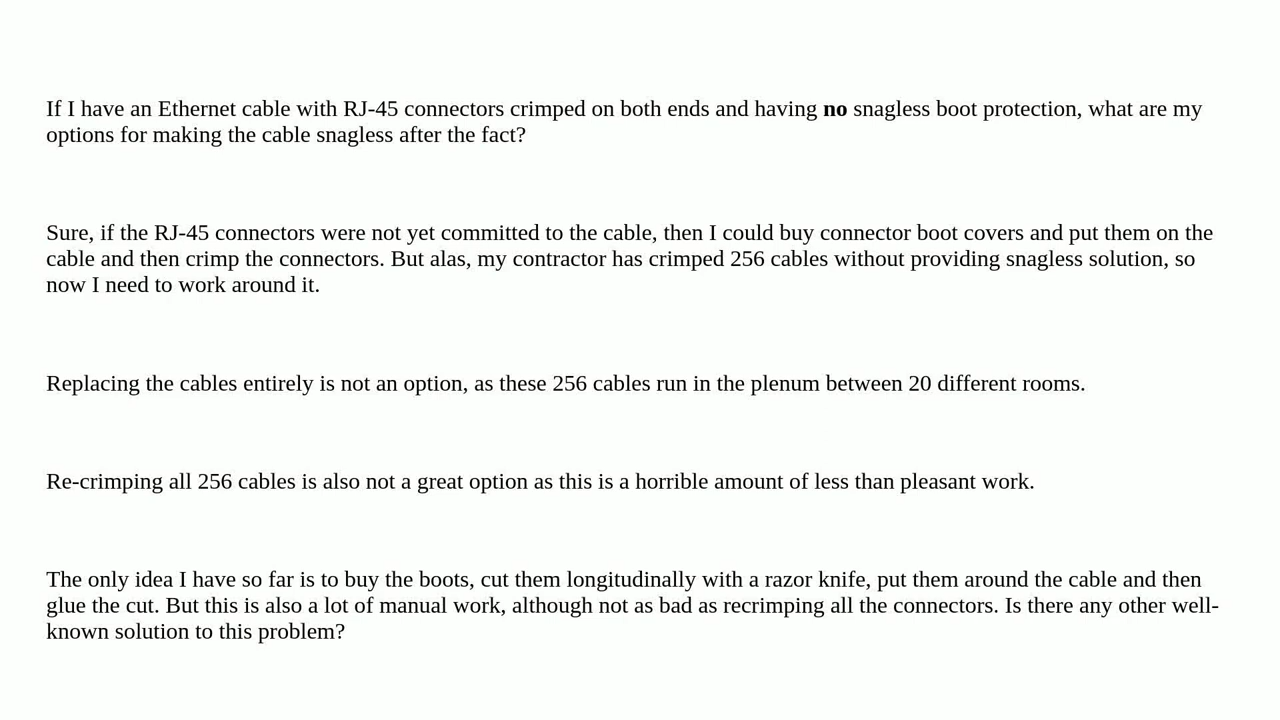 If I have an Ethernet cable with RJ-45 connectors crimped on both ends and having no snagless boot protection, what are my
options for making the cable snagless after the fact?
Sure, if the RJ-45 connectors were not yet committed to the cable, then I could buy connector boot covers and put them on the
cable and then crimp the connectors. But alas, my contractor has crimped 256 cables without providing snagless solution, so
now I need to work around it.
Replacing the cables entirely is not an option, as these 256 cables run in the plenum between 20 different rooms.
Re-crimping all 256 cables is also not a great option as this is a horrible amount of less than pleasant work.
The only idea I have so far is to buy the boots, cut them longitudinally with a razor knife, put them around the cable and then
glue the cut. But this is also a lot of manual work, although not as bad as recrimping all the connectors. Is there any other well-
known solution to this problem?